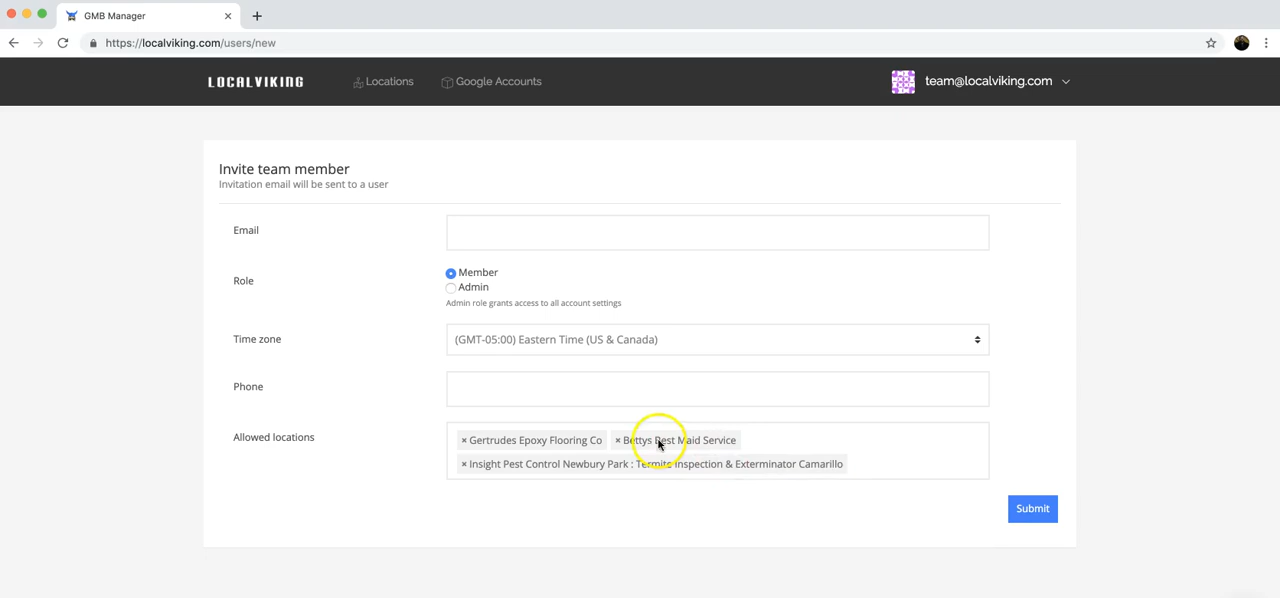 GMB Manager
https://localviking.com/users/new
LOCALVIKING Locations Google Accounts team@localviking.com
Invite team member
Invitation email will be sent to a user
Email
Role
Member
Admin
Admin role grants access to all account settings
Time zone
(GMT-05:00) Eastern Time (US & Canada)
Phone
Allowed locations
× Gertrudes Epoxy Flooring Co × Bettys Best Maid Service
× Insight Pest Control Newbury Park : Termite Inspection & Exterminator Camarillo
Submit